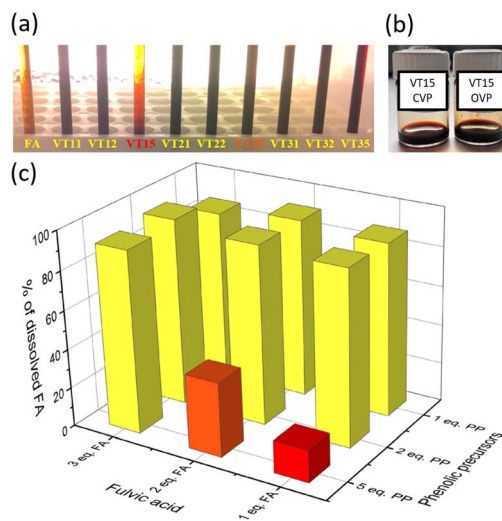 (a)
FA VT11 VT12 VT15 VT21 VT22 VT31 VT32 VT35
(b)
VT15
CVP
VT15
OVP
(c)
100
80
60
40
20
0
% of dissolved FA
3 eq. FA
2 eq. FA
1 eq. FA
Fulvic acid
5 eq. PP
2 eq. PP
1 eq. PP
Phenolic precursors